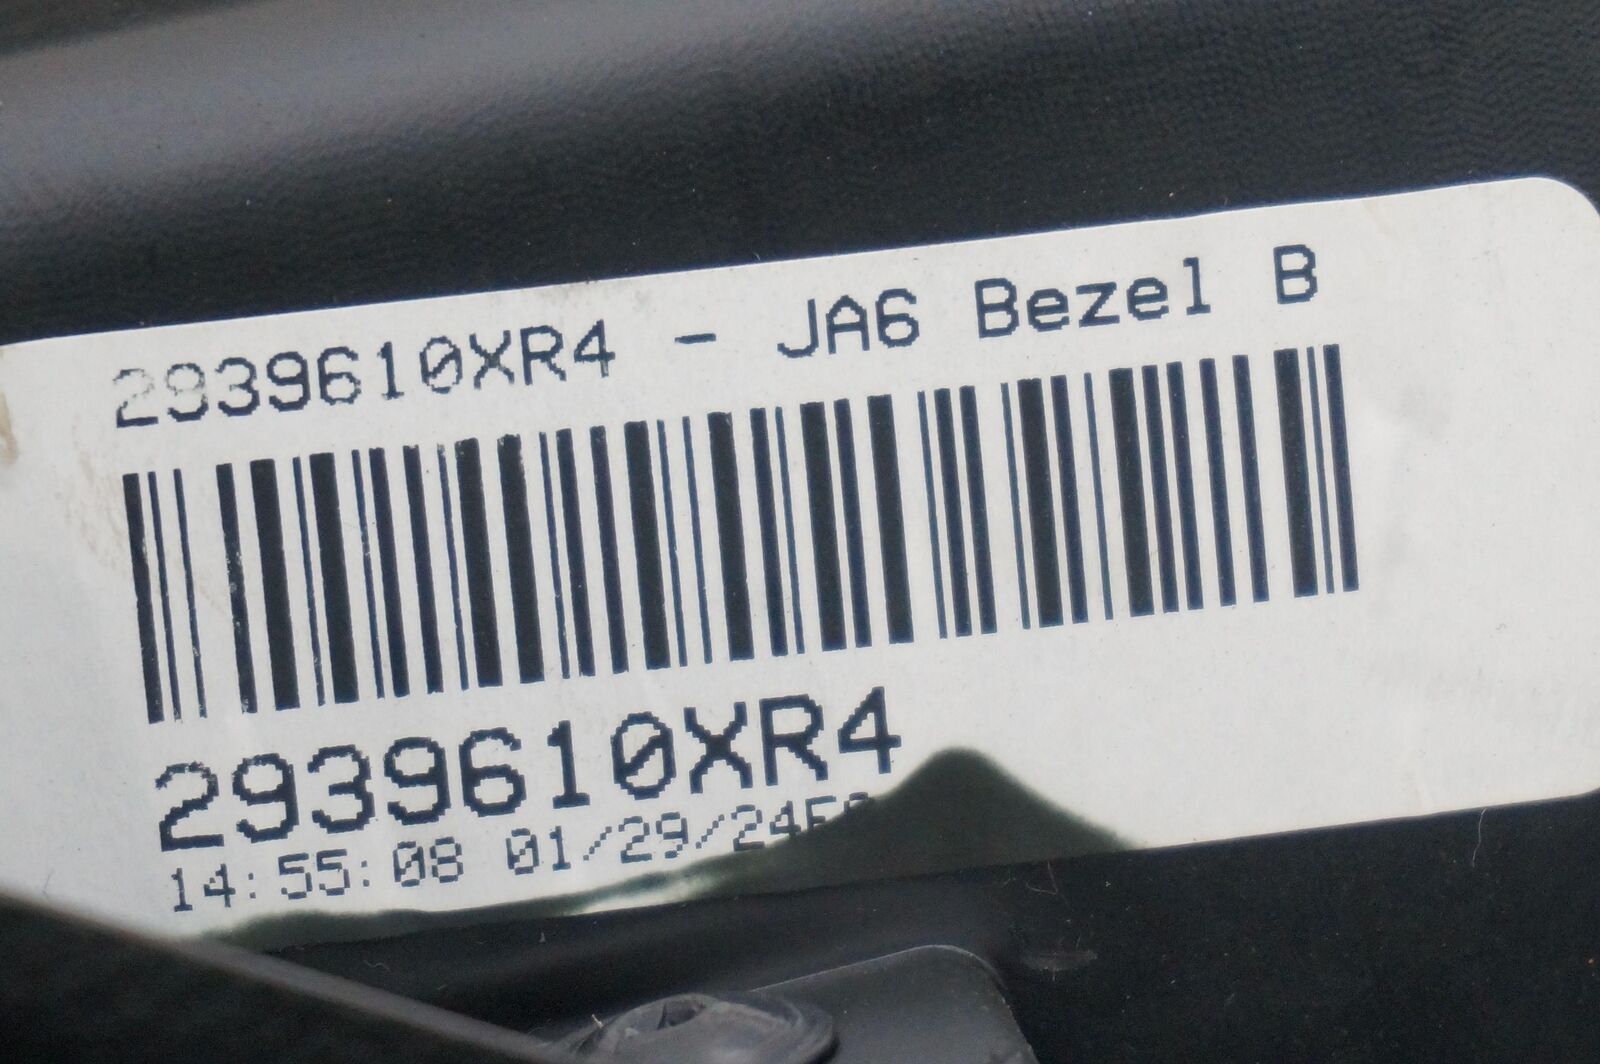 2939610XR4 - JA6 Bezel B
2939610XR4
14:55:08 01/29/24